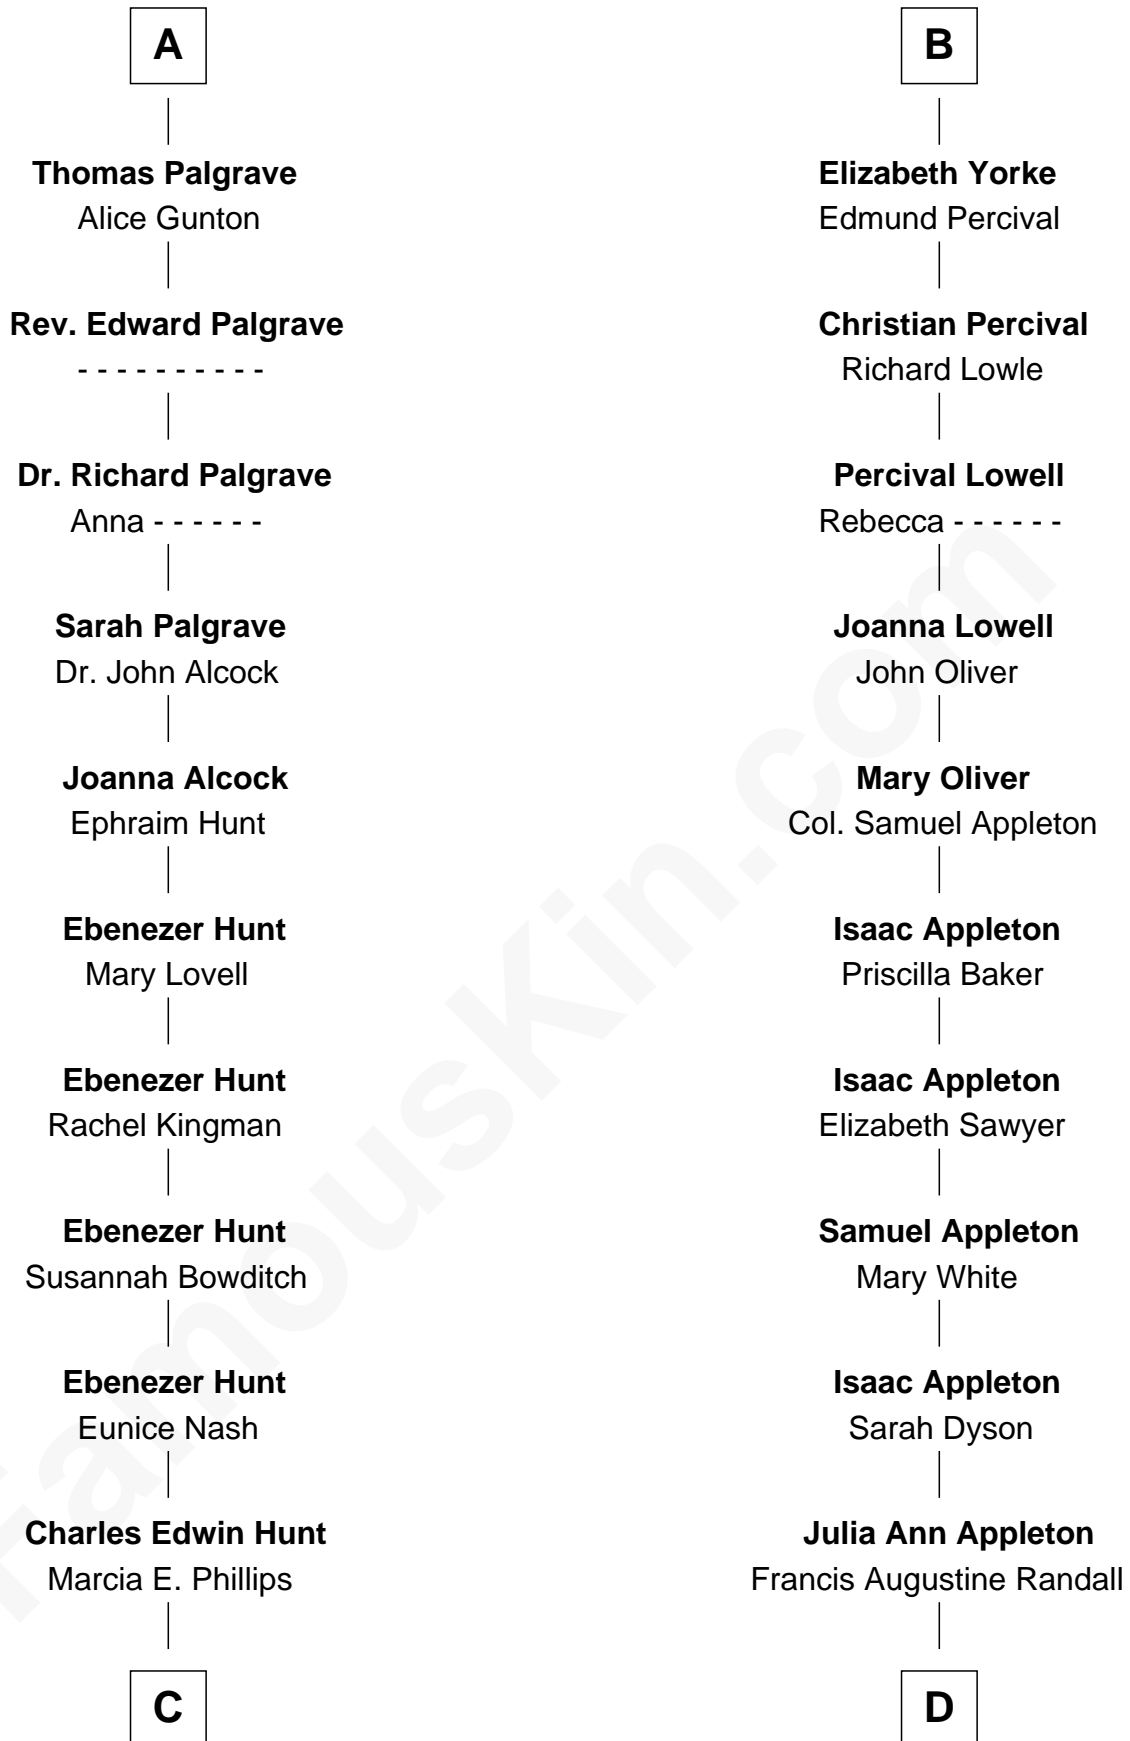 A
Thomas Palgrave
Alice Gunton
Rev. Edward Palgrave
- - - - - - - - - -
Dr. Richard Palgrave
Anna - - - - - -
Sarah Palgrave
Dr. John Alcock
Joanna Alcock
Ephraim Hunt
Ebenezer Hunt
Mary Lovell
Ebenezer Hunt
Rachel Kingman
Ebenezer Hunt
Susannah Bowditch
Ebenezer Hunt
Eunice Nash
Charles Edwin Hunt
Marcia E. Phillips
C
B
Elizabeth Yorke
Edmund Percival
Christian Percival
Richard Lowle
Percival Lowell
Rebecca - - - - - -
Joanna Lowell
John Oliver
Mary Oliver
Col. Samuel Appleton
Isaac Appleton
Priscilla Baker
Isaac Appleton
Elizabeth Sawyer
Samuel Appleton
Mary White
Isaac Appleton
Sarah Dyson
Julia Ann Appleton
Francis Augustine Randall
D
FamousKin.com